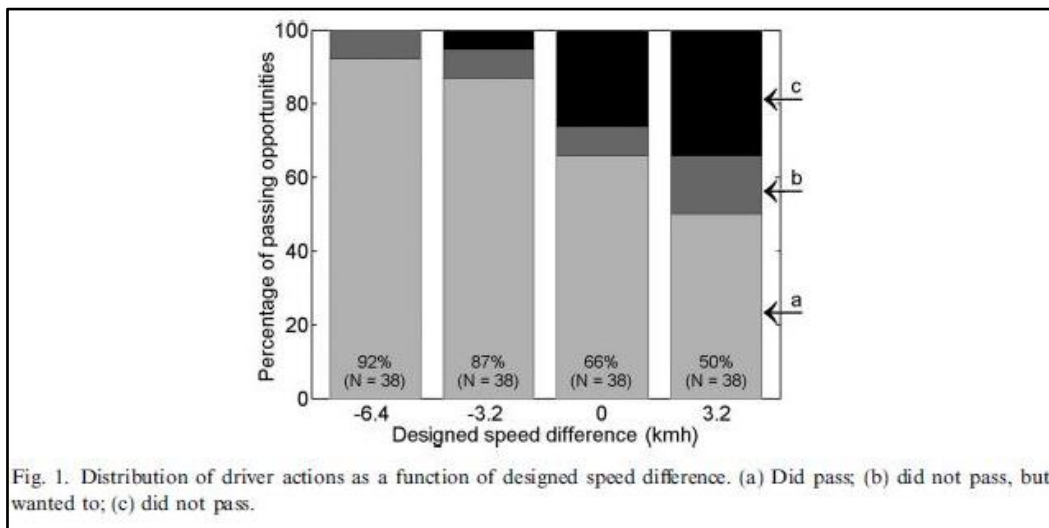 100
80
60
40
20
0
Percentage of passing opportunities
92%
(N = 38)
87%
(N = 38)
66%
(N = 38)
50%
(N = 38)
c
b
a
-6.4 -3.2 0 3.2
Designed speed difference (kmh)
Fig. 1. Distribution of driver actions as a function of designed speed difference. (a) Did pass; (b) did not pass, but
wanted to; (c) did not pass.